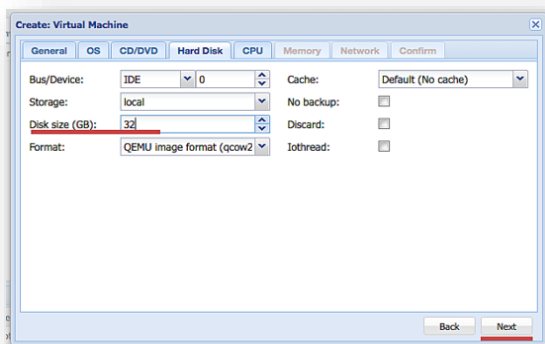 Create: Virtual Machine
General OS CD/DVD Hard Disk CPU Memory Network Confirm
Bus/Device: IDE 0 Cache: Default (No cache)
Storage: local No backup:
Disk size (GB): 32 Discard:
Format: QEMU image format (qcow2 Iothread:
Back Next